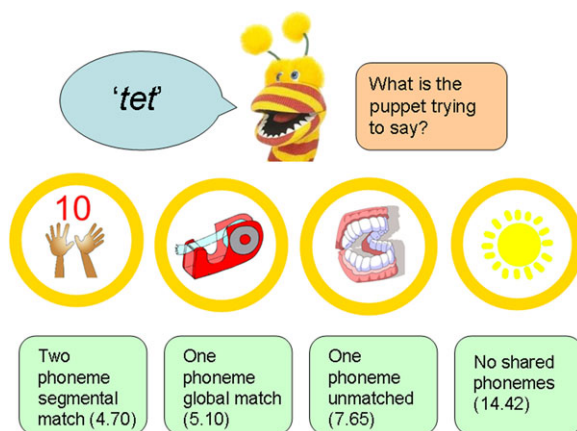 'tet'
What is the
puppet trying
to say?
10
Two
phoneme
segmental
match (4.70)
One
phoneme
global match
(5.10)
One
phoneme
unmatched
(7.65)
No shared
phonemes
(14.42)